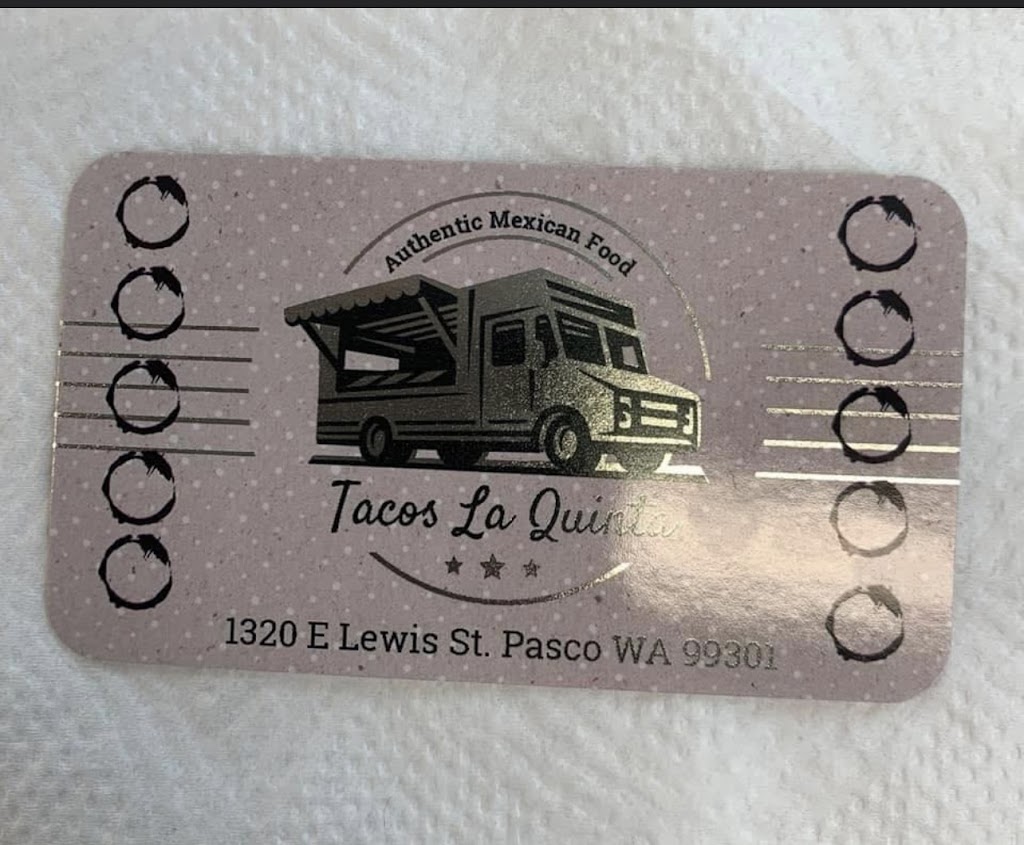 Authentic Mexican Food
Tacos La Quinta
1320 E Lewis St. Pasco WA 99301